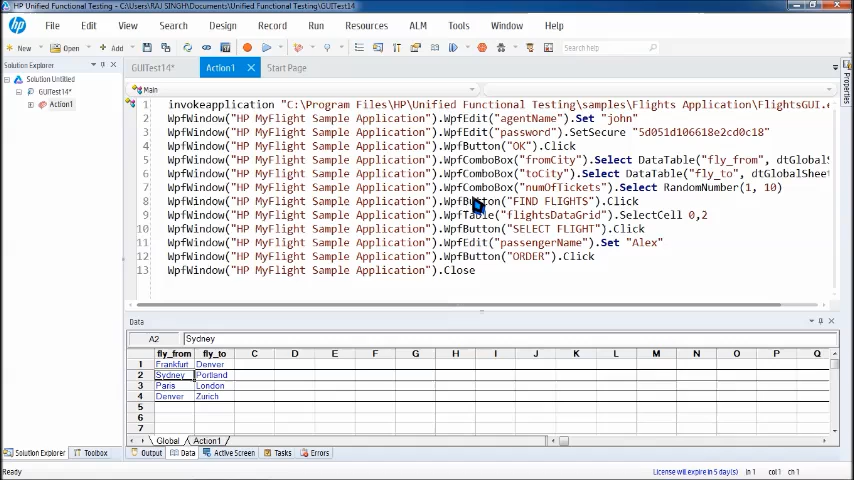 HP Unified Functional Testing - C:\Users\RAJ SINGH\Documents\Unified Functional Testing\GUITest14
hp File Edit View Search Design Record Run Resources ALM Tools Window Help
New Open Add Search help
Solution Explorer
Solution Untitled
GUITest14*
Action1
GUITest14* Action1 Start Page
Main
1 invokeapplication "C:\Program Files\HP\Unified Functional Testing\samples\Flights Application\FlightsGUI.e
2 WpfWindow("HP MyFlight Sample Application").WpfEdit("agentName").Set "john"
3 WpfWindow("HP MyFlight Sample Application").WpfEdit("password").SetSecure "5d051d106618e2cd0c18"
4 WpfWindow("HP MyFlight Sample Application").WpfButton("OK").Click
5 WpfWindow("HP MyFlight Sample Application").WpfComboBox("fromCity").Select DataTable("fly_from", dtGlobalS
6 WpfWindow("HP MyFlight Sample Application").WpfComboBox("toCity").Select DataTable("fly_to", dtGlobalSheet
7 WpfWindow("HP MyFlight Sample Application").WpfComboBox("numOfTickets").Select RandomNumber(1, 10)
8 WpfWindow("HP MyFlight Sample Application").WpfButton("FIND FLIGHTS").Click
9 WpfWindow("HP MyFlight Sample Application").WpfTable("flightsDataGrid").SelectCell 0,2
10 WpfWindow("HP MyFlight Sample Application").WpfButton("SELECT FLIGHT").Click
11 WpfWindow("HP MyFlight Sample Application").WpfEdit("passengerName").Set "Alex"
12 WpfWindow("HP MyFlight Sample Application").WpfButton("ORDER").Click
13 WpfWindow("HP MyFlight Sample Application").Close
Properties
Data
A2 Sydney
fly_from fly_to C D E F G H I J K L M N O P Q
1 Frankfurt Denver
2 Sydney Portland
3 Paris London
4 Denver Zurich
5
6
7
Global Action1
Solution Explorer Toolbox Output Data Active Screen Tasks Errors
Ready License will expire in 5 day(s) ln 1 col 1 ch 1